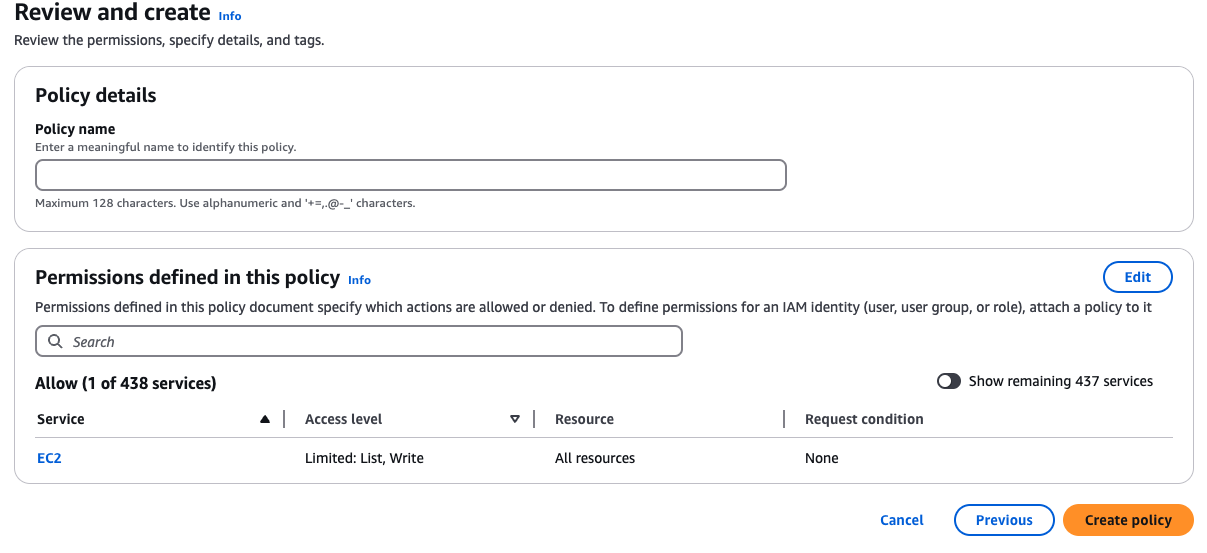 Review and create Info
Review the permissions, specify details, and tags.
Policy details
Policy name
Enter a meaningful name to identify this policy.
Maximum 128 characters. Use alphanumeric and '+=,.@-_' characters.
Permissions defined in this policy Info
Edit
Permissions defined in this policy document specify which actions are allowed or denied. To define permissions for an IAM identity (user, user group, or role), attach a policy to it
Search
Allow (1 of 438 services)
Show remaining 437 services
Service Access level Resource Request condition
EC2 Limited: List, Write All resources None
Cancel Previous Create policy